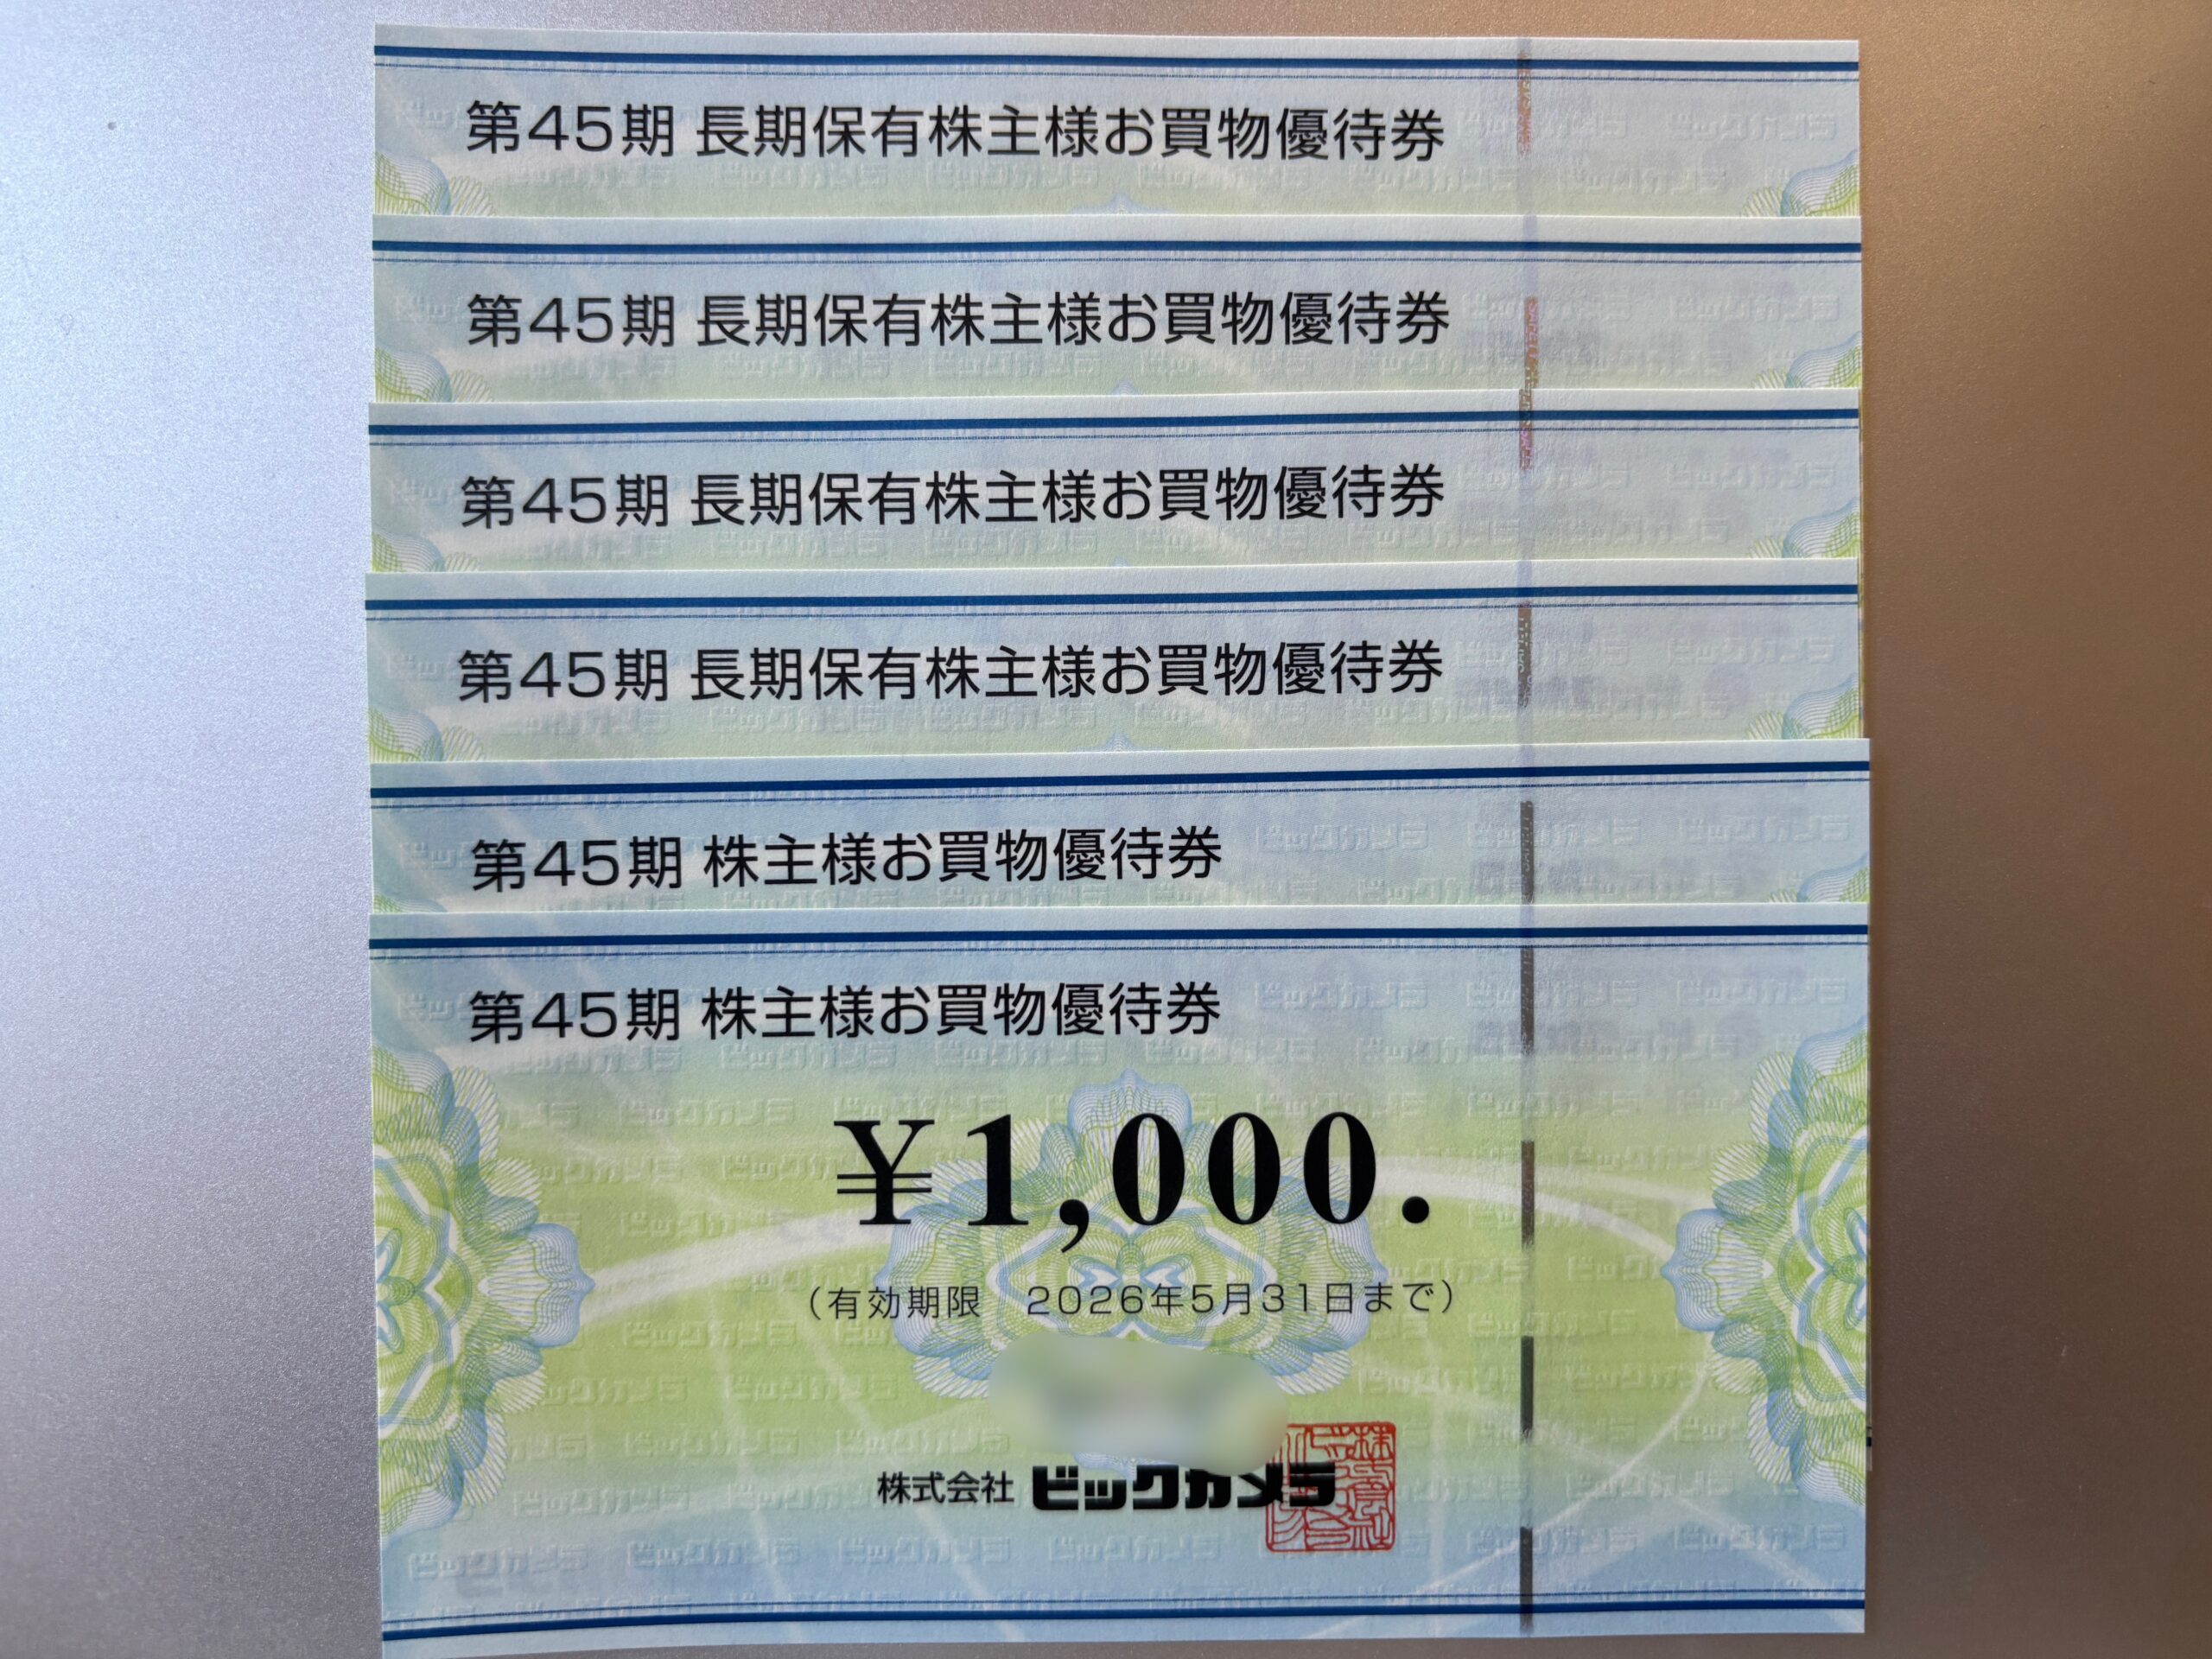 第45期 長期保有株主様お買物優待券
第45期 長期保有株主様お買物優待券
第45期 長期保有株主様お買物優待券
第45期 長期保有株主様お買物優待券
第45期 株主様お買物優待券
第45期 株主様お買物優待券
¥1,000.
（有効期限　2026年5月31日まで）
株式会社 ビックカメラ